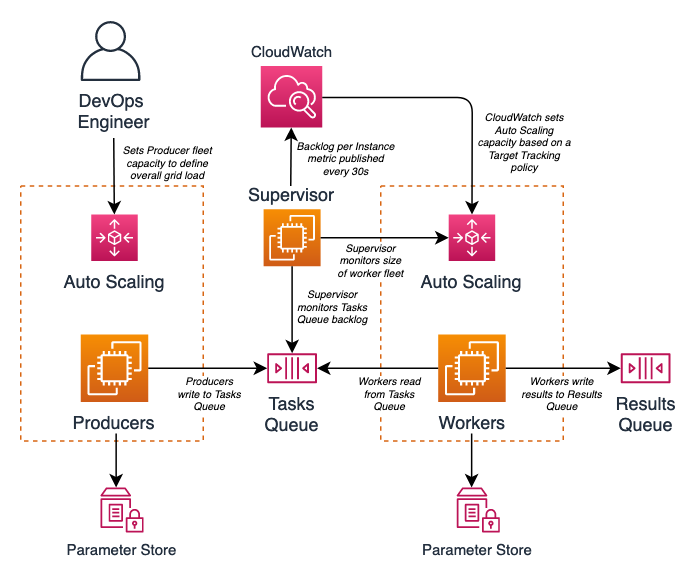 CloudWatch
DevOps
Engineer
Sets Producer fleet
capacity to define
overall grid load
Backlog per Instance
metric published
every 30s
CloudWatch sets
Auto Scaling
capacity based on a
Target Tracking
policy
Supervisor
Auto Scaling
Supervisor
monitors size
of worker fleet
Auto Scaling
Supervisor
monitors Tasks
Queue backlog
Producers
write to Tasks
Queue
Workers read
from Tasks
Queue
Workers write
results to Results
Queue
Producers
Tasks
Queue
Workers
Results
Queue
Parameter Store
Parameter Store